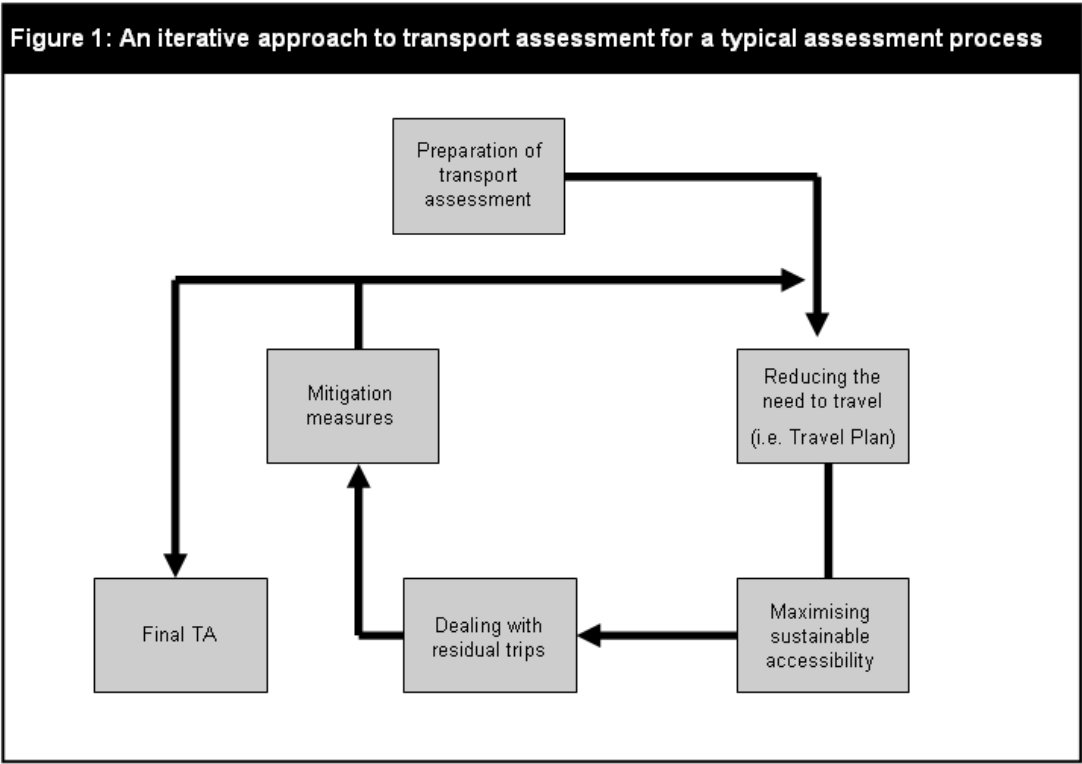 Figure 1: An iterative approach to transport assessment for a typical assessment process
Preparation of
transport
assessment
Mitigation
measures
Reducing the
need to travel
(i.e. Travel Plan)
Final TA
Dealing with
residual trips
Maximising
sustainable
accessibility